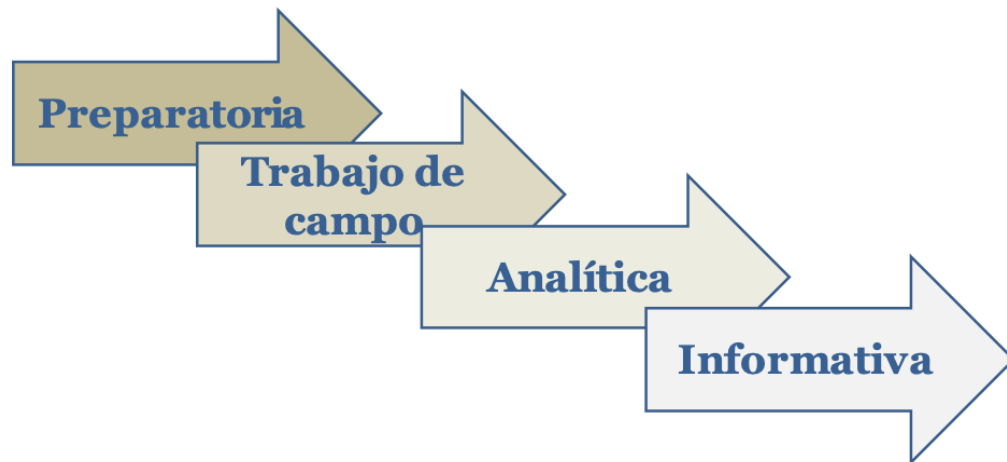 Preparatoria
Trabajo de
campo
Analítica
Informativa